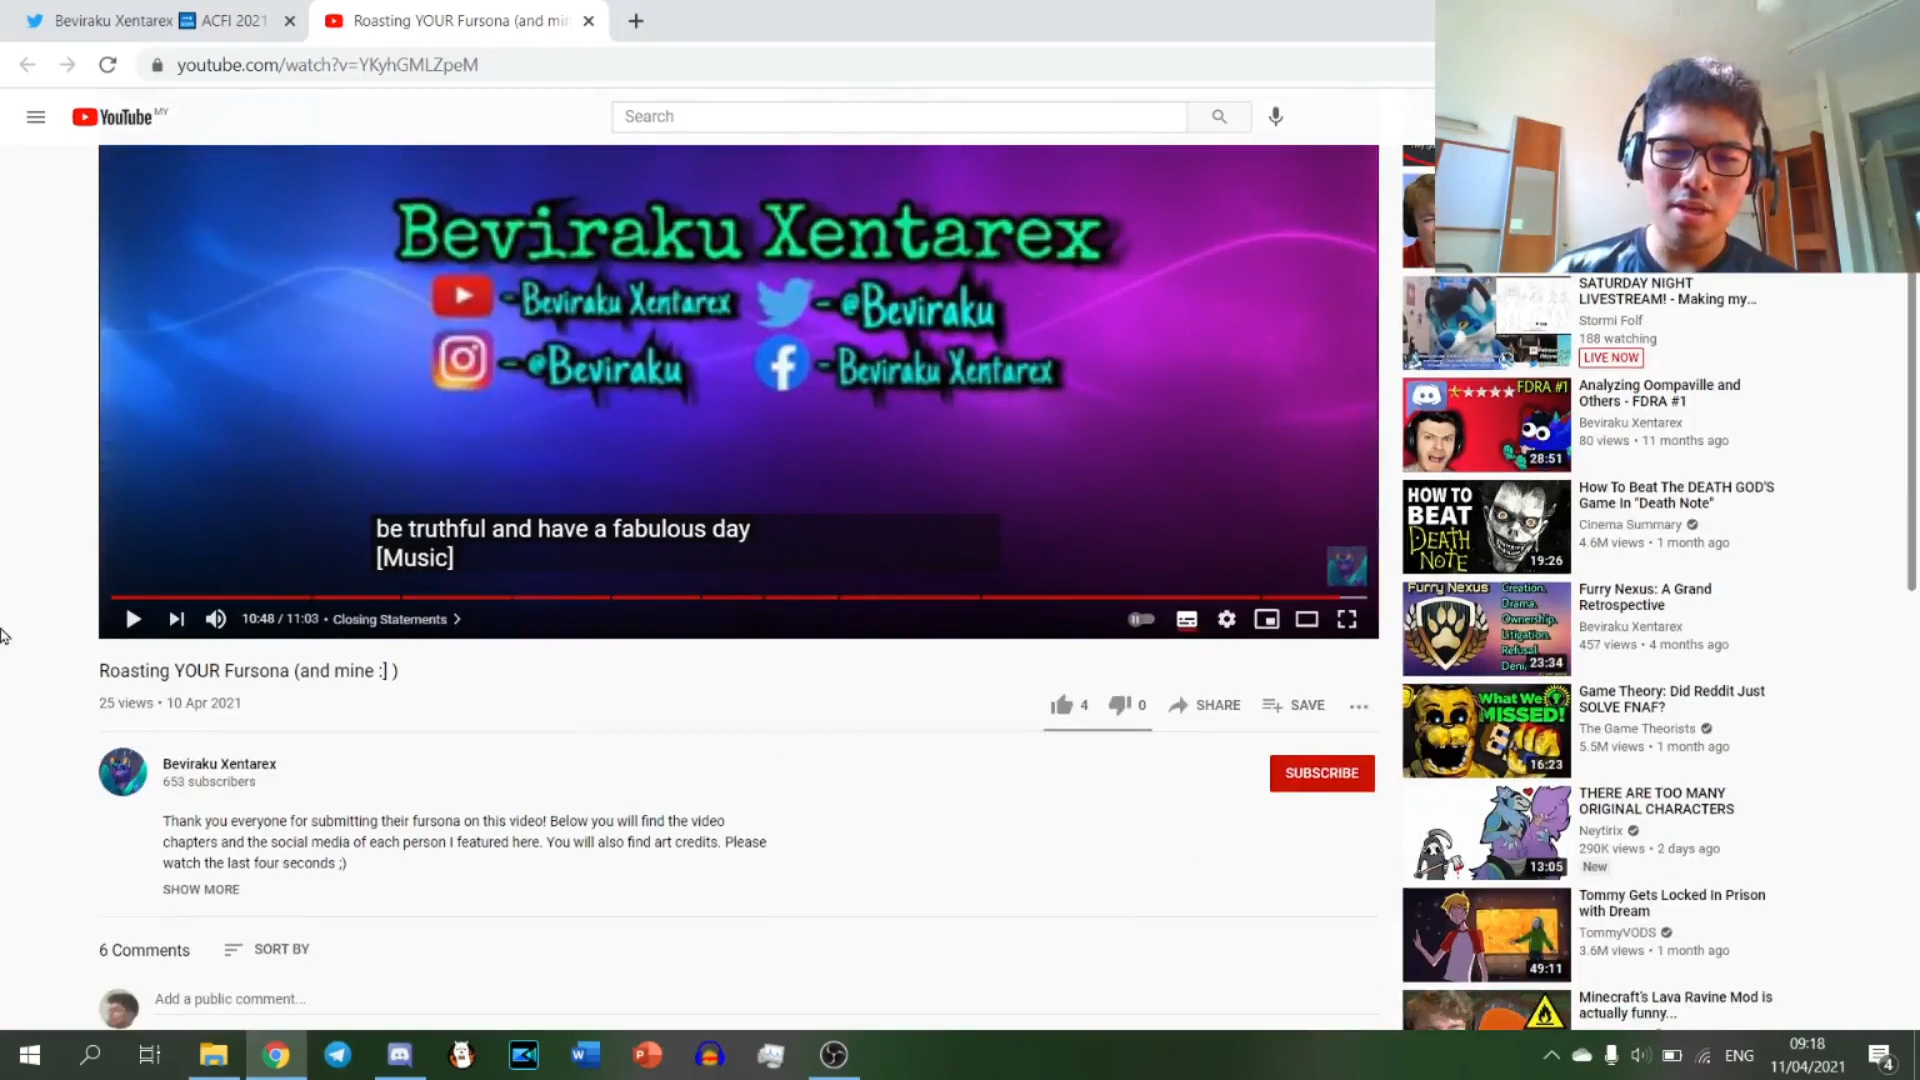 Beviraku Xentarex ACFI 2021
Roasting YOUR Fursona (and min
youtube.com/watch?v=YKyhGMLZpeM
YouTube MY
Search
Beviraku Xentarex
-Beviraku Xentarex
- @Beviraku
- @Beviraku
- Beviraku Xentarex
be truthful and have a fabulous day
[Music]
10:48 / 11:03 • Closing Statements
Roasting YOUR Fursona (and mine :] )
25 views • 10 Apr 2021
4
0
SHARE
SAVE
Beviraku Xentarex
653 subscribers
SUBSCRIBE
Thank you everyone for submitting their fursona on this video! Below you will find the video
chapters and the social media of each person I featured here. You will also find art credits. Please
watch the last four seconds ;)
SHOW MORE
6 Comments
SORT BY
Add a public comment...
SATURDAY NIGHT
LIVESTREAM! - Making my...
Stormi Folf
188 watching
LIVE NOW
FDRA #1
28:51
Analyzing Oompaville and
Others - FDRA #1
Beviraku Xentarex
80 views • 11 months ago
HOW TO
BEAT
DEATH
NOTE
19:26
How To Beat The DEATH GOD'S
Game In "Death Note"
Cinema Summary
4.6M views • 1 month ago
Furry Nexus
Creation.
Drama.
Ownership.
Litigation.
Refusal.
23:34
Furry Nexus: A Grand
Retrospective
Beviraku Xentarex
457 views • 4 months ago
What We
MISSED!
16:23
Game Theory: Did Reddit Just
SOLVE FNAF?
The Game Theorists
5.5M views • 1 month ago
13:05
THERE ARE TOO MANY
ORIGINAL CHARACTERS
Neytirix
290K views • 2 days ago
New
49:11
Tommy Gets Locked In Prison
with Dream
TommyVODS
3.6M views • 1 month ago
Minecraft's Lava Ravine Mod is
actually funny...
ENG
09:18
11/04/2021
4